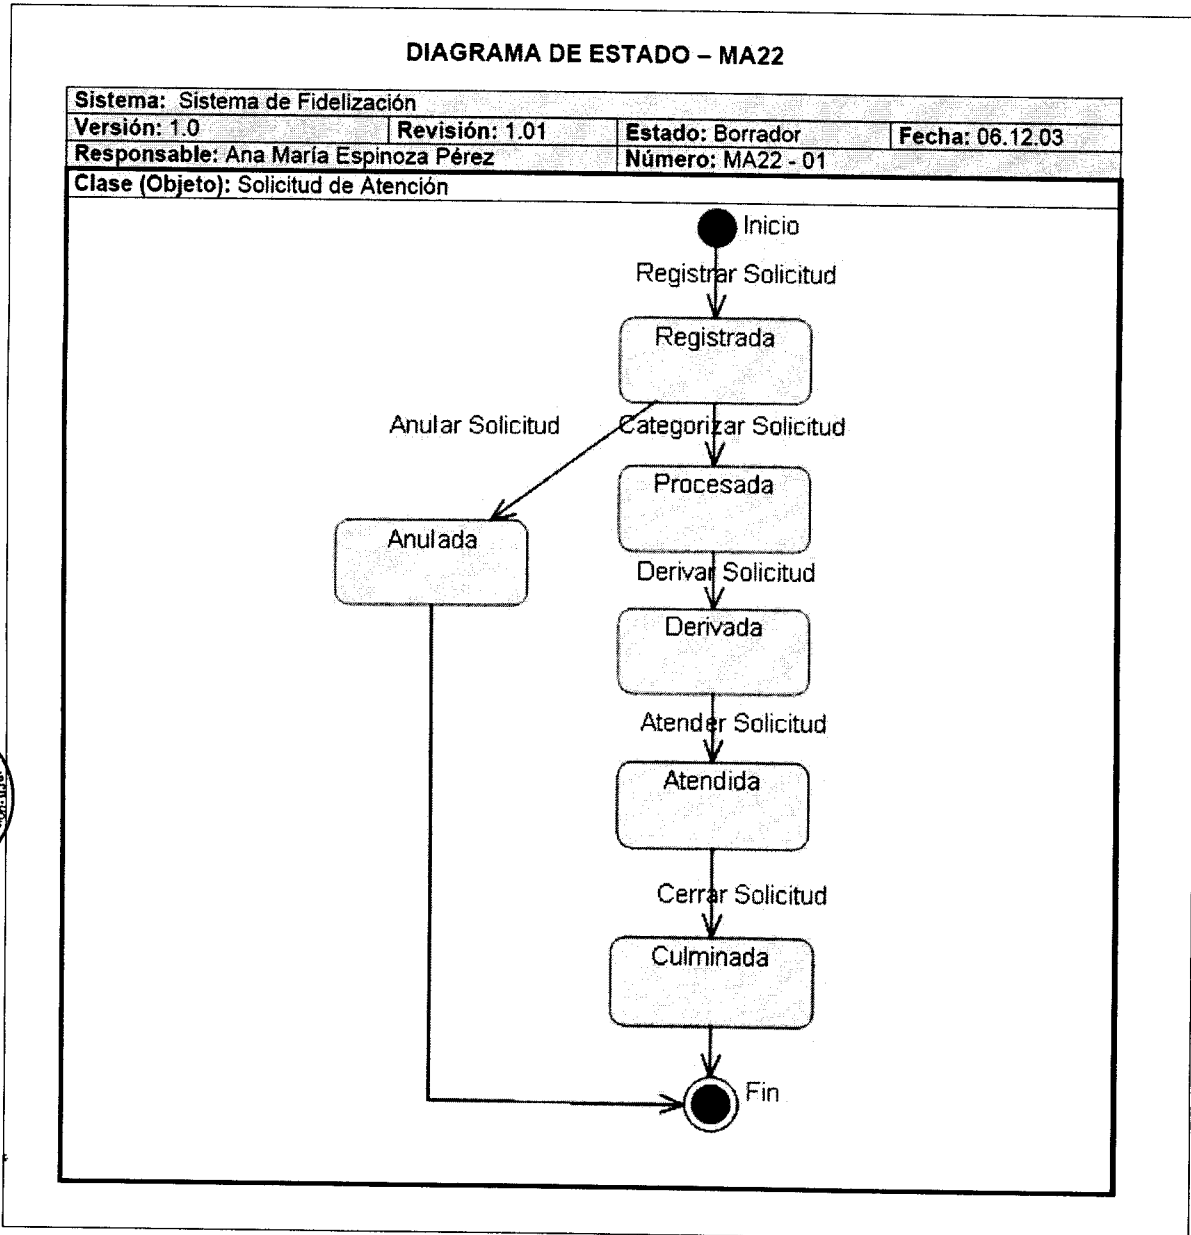 DIAGRAMA DE ESTADO – MA22
Sistema: Sistema de Fidelización
Versión: 1.0 Revisión: 1.01 Estado: Borrador Fecha: 06.12.03
Responsable: Ana María Espinoza Pérez Número: MA22 - 01
Clase (Objeto): Solicitud de Atención
Inicio
Registrar Solicitud
Registrada
Anular Solicitud
Categorizar Solicitud
Procesada
Anulada
Derivar Solicitud
Derivada
Atender Solicitud
Atendida
Cerrar Solicitud
Culminada
Fin